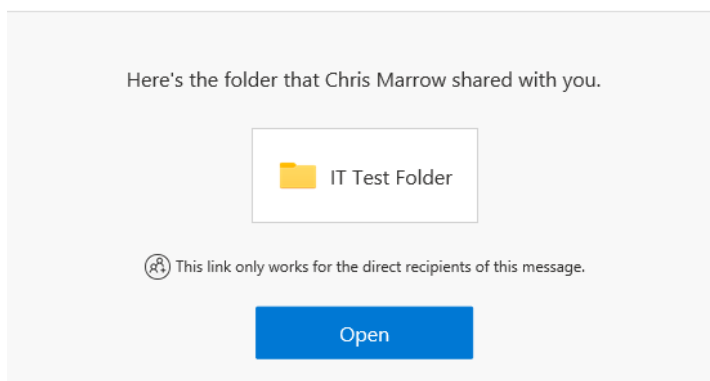 Here's the folder that Chris Marrow shared with you.
IT Test Folder
This link only works for the direct recipients of this message.
Open